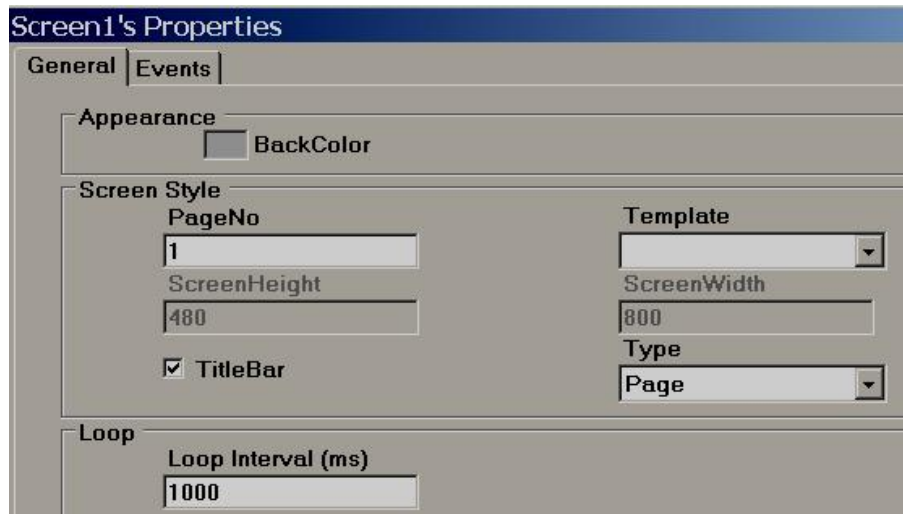 Screen1's Properties
General Events
Appearance
BackColor
Screen Style
PageNo Template
1
ScreenHeight ScreenWidth
480 800
TitleBar Type
Page
Loop
Loop Interval (ms)
1000